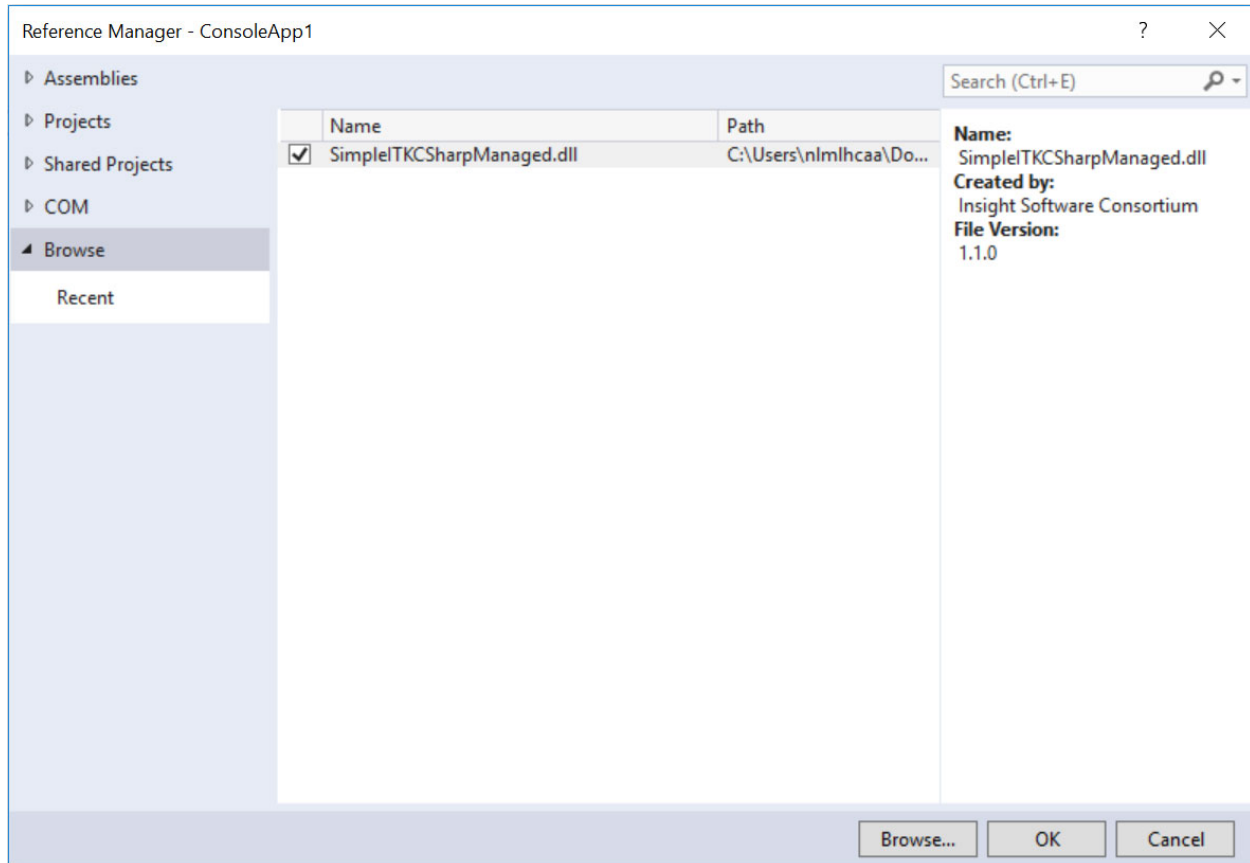 Reference Manager - ConsoleApp1
?
Assemblies
Projects
Shared Projects
COM
Browse
Recent
Name Path
SimpleITKCSharpManaged.dll C:\Users\nlmlhcaa\Do...
Search (Ctrl+E)
Name:
SimpleITKCSharpManaged.dll
Created by:
Insight Software Consortium
File Version:
1.1.0
Browse... OK Cancel